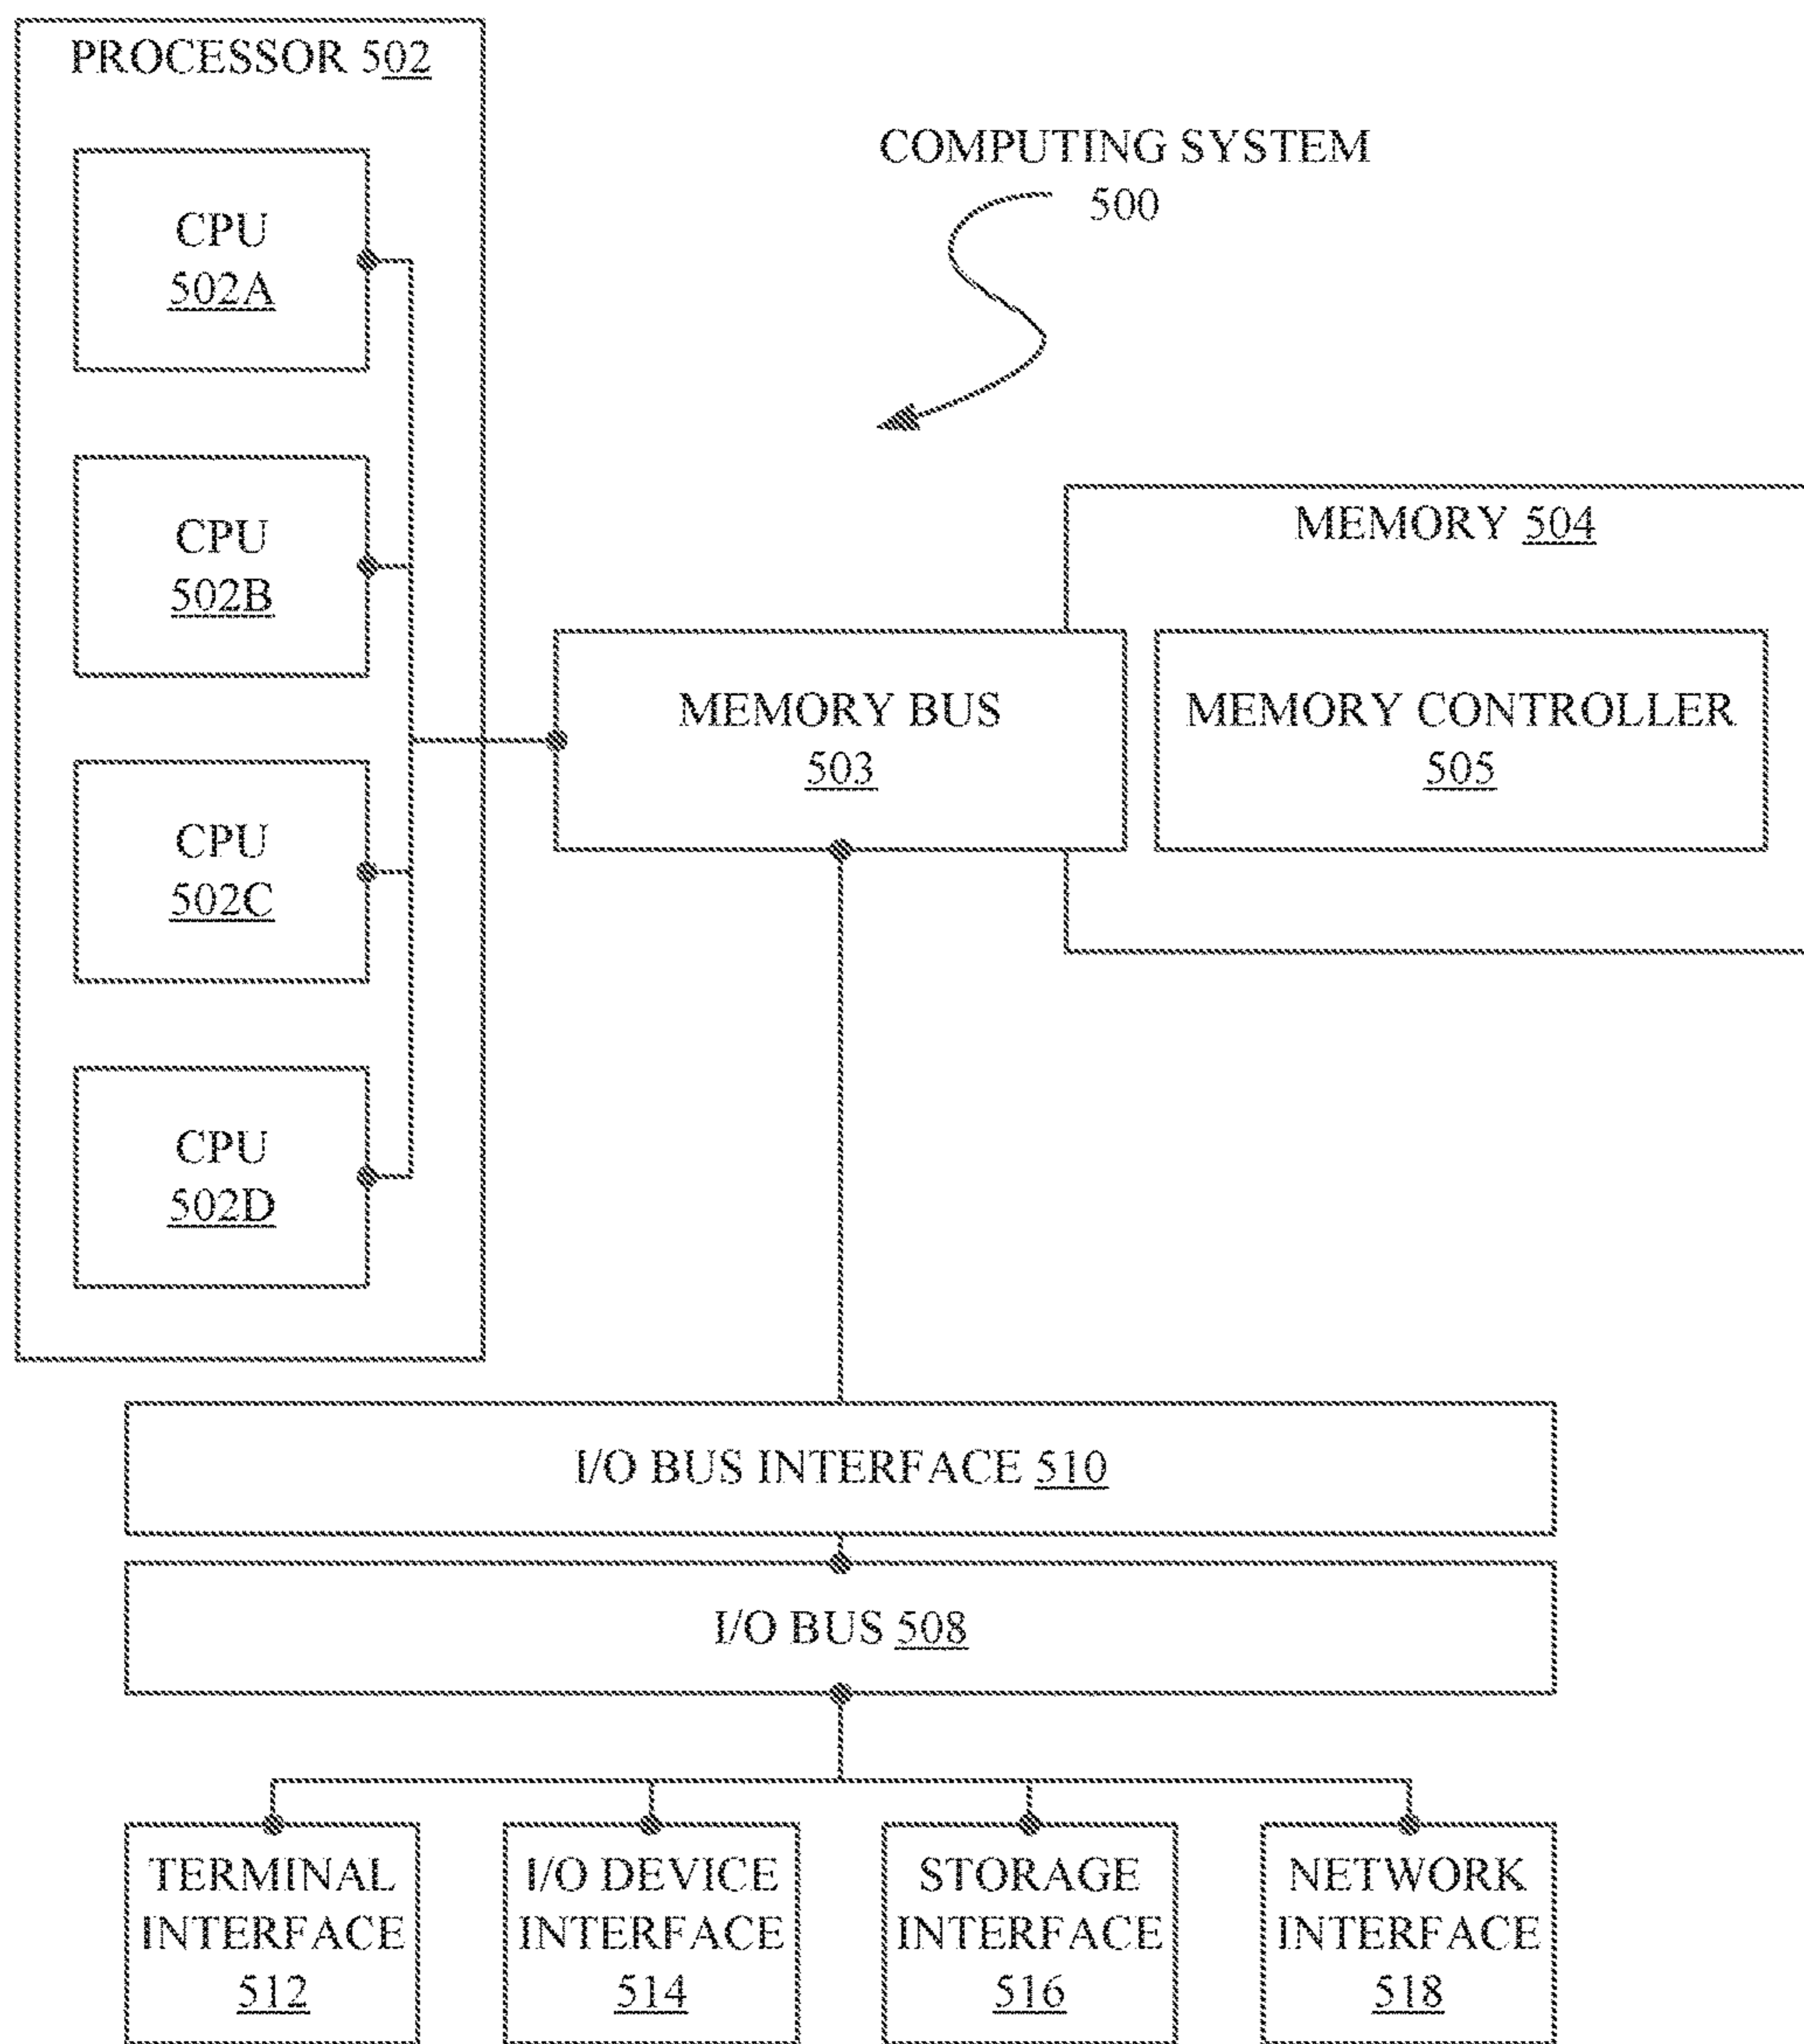 PROCESSOR 502
CPU
502A
CPU
502B
CPU
502C
CPU
502D
COMPUTING SYSTEM
500
MEMORY 504
MEMORY BUS
503
MEMORY CONTROLLER
505
I/O BUS INTERFACE 510
I/O BUS 508
TERMINAL
INTERFACE
512
I/O DEVICE
INTERFACE
514
STORAGE
INTERFACE
516
NETWORK
INTERFACE
518